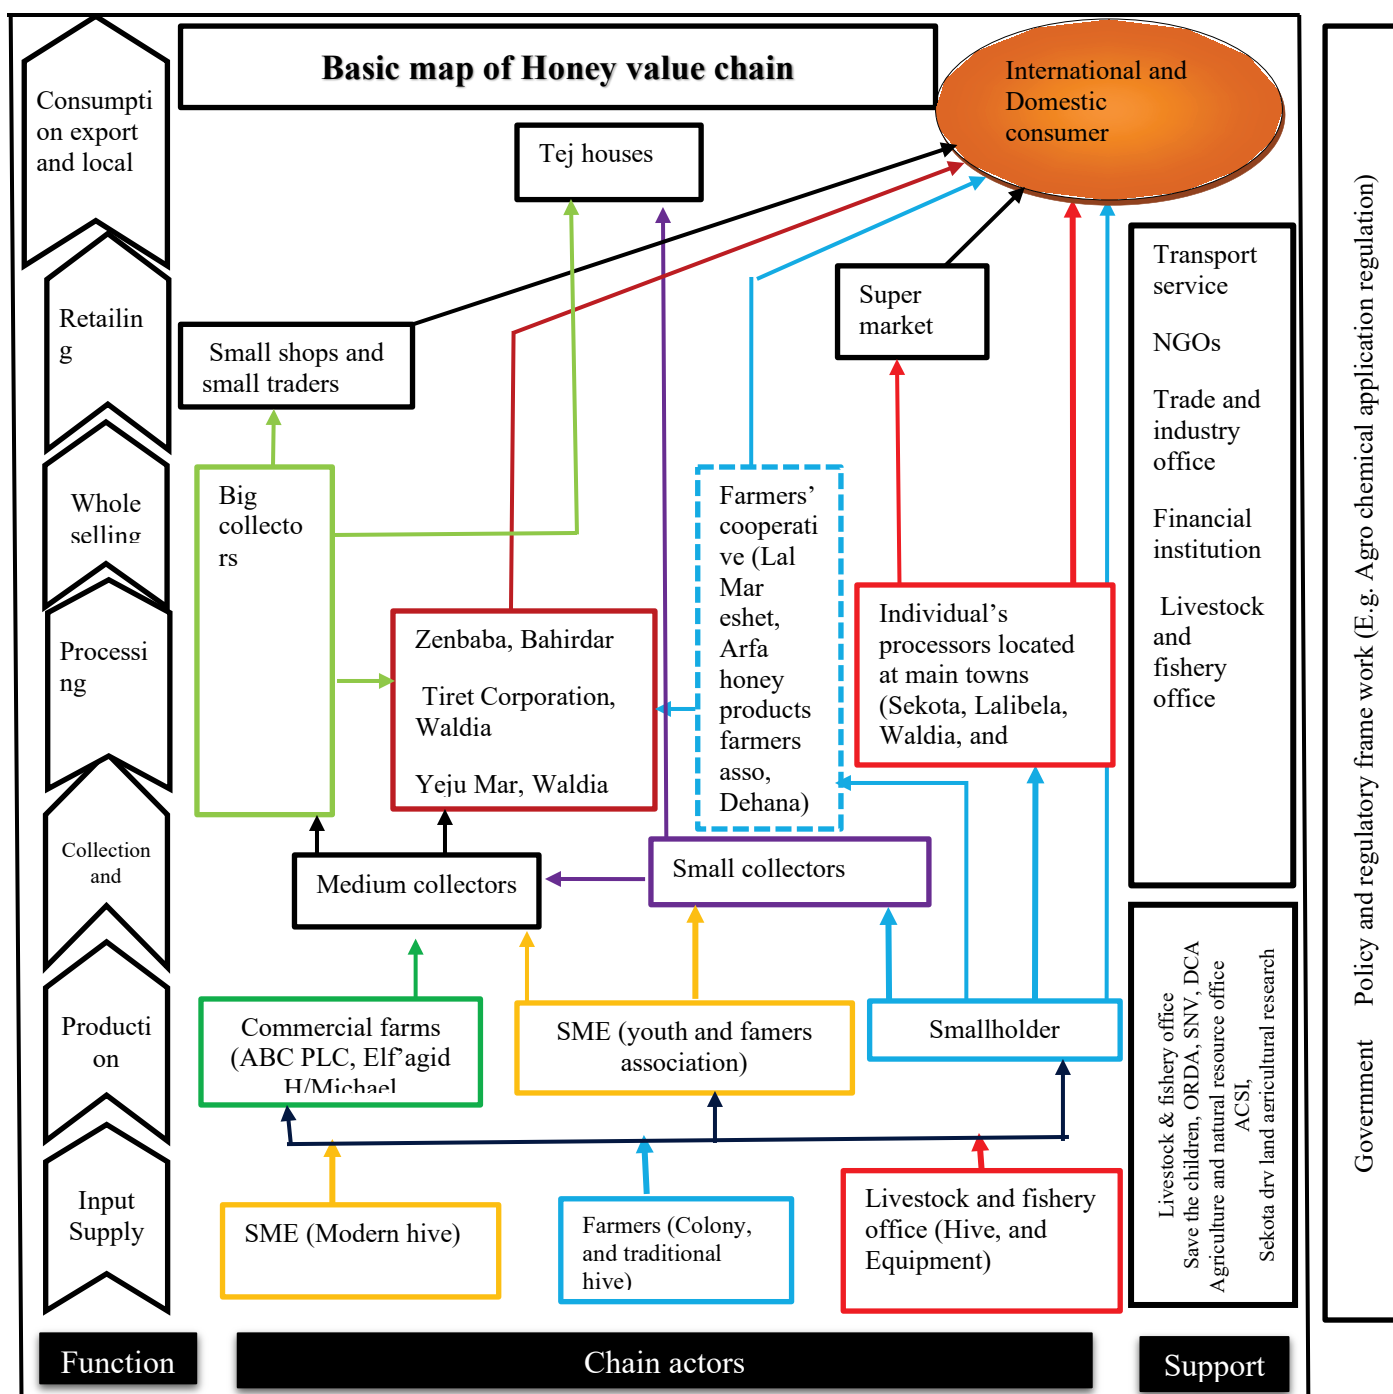 Basic map of Honey value chain
International and
Domestic
consumer
Consumpti
on export
and local
Tej houses
Retailin
g
Small shops and
small traders
Super
market
Transport
service
NGOs
Trade and
industry
office
Financial
institution
Livestock
and
fishery
office
Whole
selling
Big
collecto
rs
Farmers’
cooperati
ve (Lal
Mar
eshet,
Arfa
honey
products
farmers
asso,
Dehana)
Processi
ng
Zenbaba, Bahirdar
Tiret Corporation,
Waldia
Yeju Mar, Waldia
Individual’s
processors located
at main towns
(Sekota, Lalibela,
Waldia, and
Collection
and
Medium collectors
Small collectors
Producti
on
Commercial farms
(ABC PLC, Elf’agid
H/Michael
SME (youth and famers
association)
Smallholder
Input
Supply
SME (Modern hive)
Farmers (Colony,
and traditional
hive)
Livestock and fishery
office (Hive, and
Equipment)
Livestock & fishery office
Save the children, ORDA, SNV, DCA
Agriculture and natural resource office
ACSI,
Sekota dry land agricultural research
Government Policy and regulatory frame work (E.g. Agro chemical application regulation)
Function
Chain actors
Support